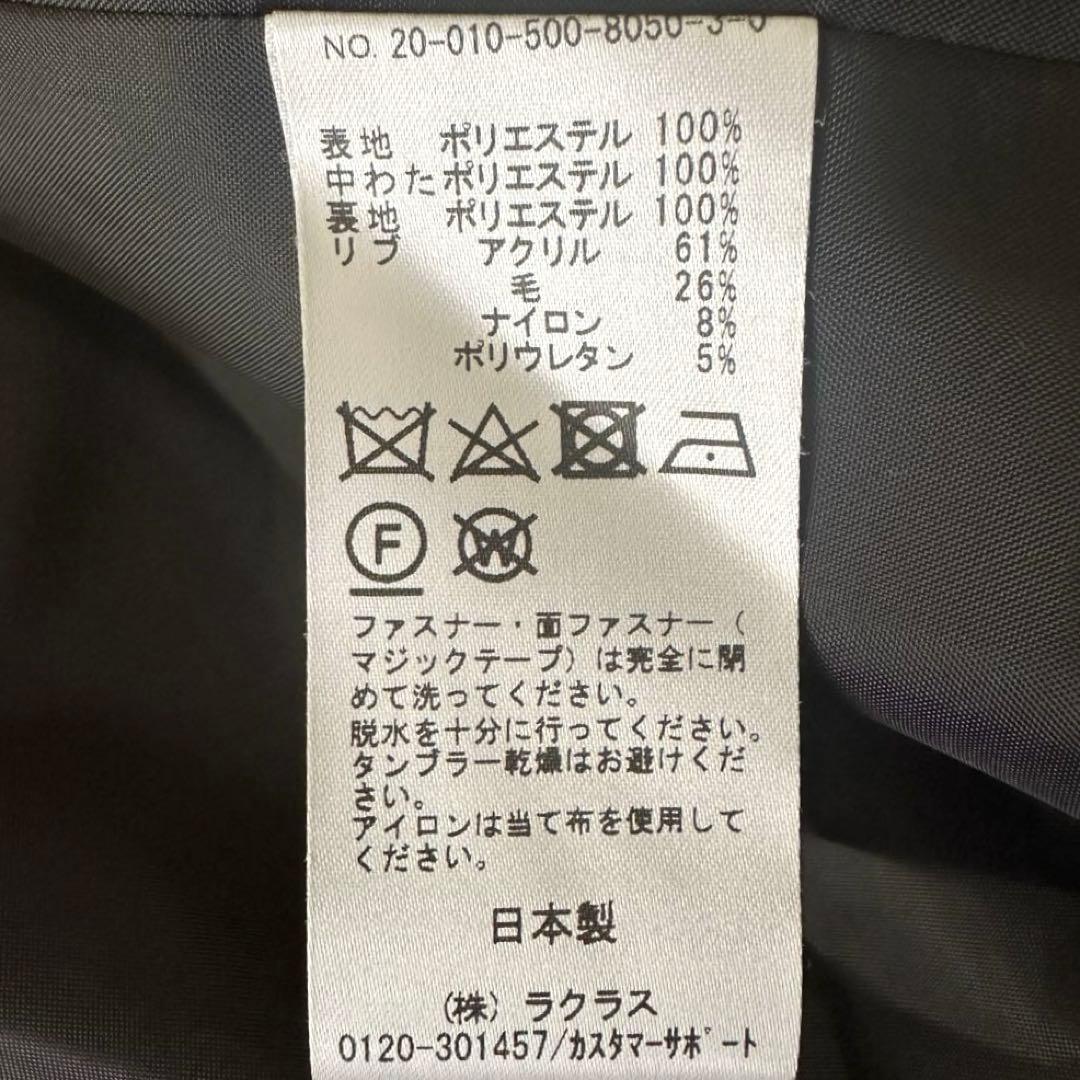 NO. 20-010-500-8050-3-0
表地 ポリエステル 100%
中わた ポリエステル 100%
裏地 ポリエステル 100%
リブ アクリル 61%
毛 26%
ナイロン 8%
ポリウレタン 5%
F W
ファスナー・面ファスナー(
マジックテープ)は完全に閉
めて洗ってください。
脱水を十分に行ってください。
タンブラー乾燥はお避けくだ
さい。
アイロンは当て布を使用して
ください。
日本製
(株) ラクラス
0120-301457/カスタマーサポート